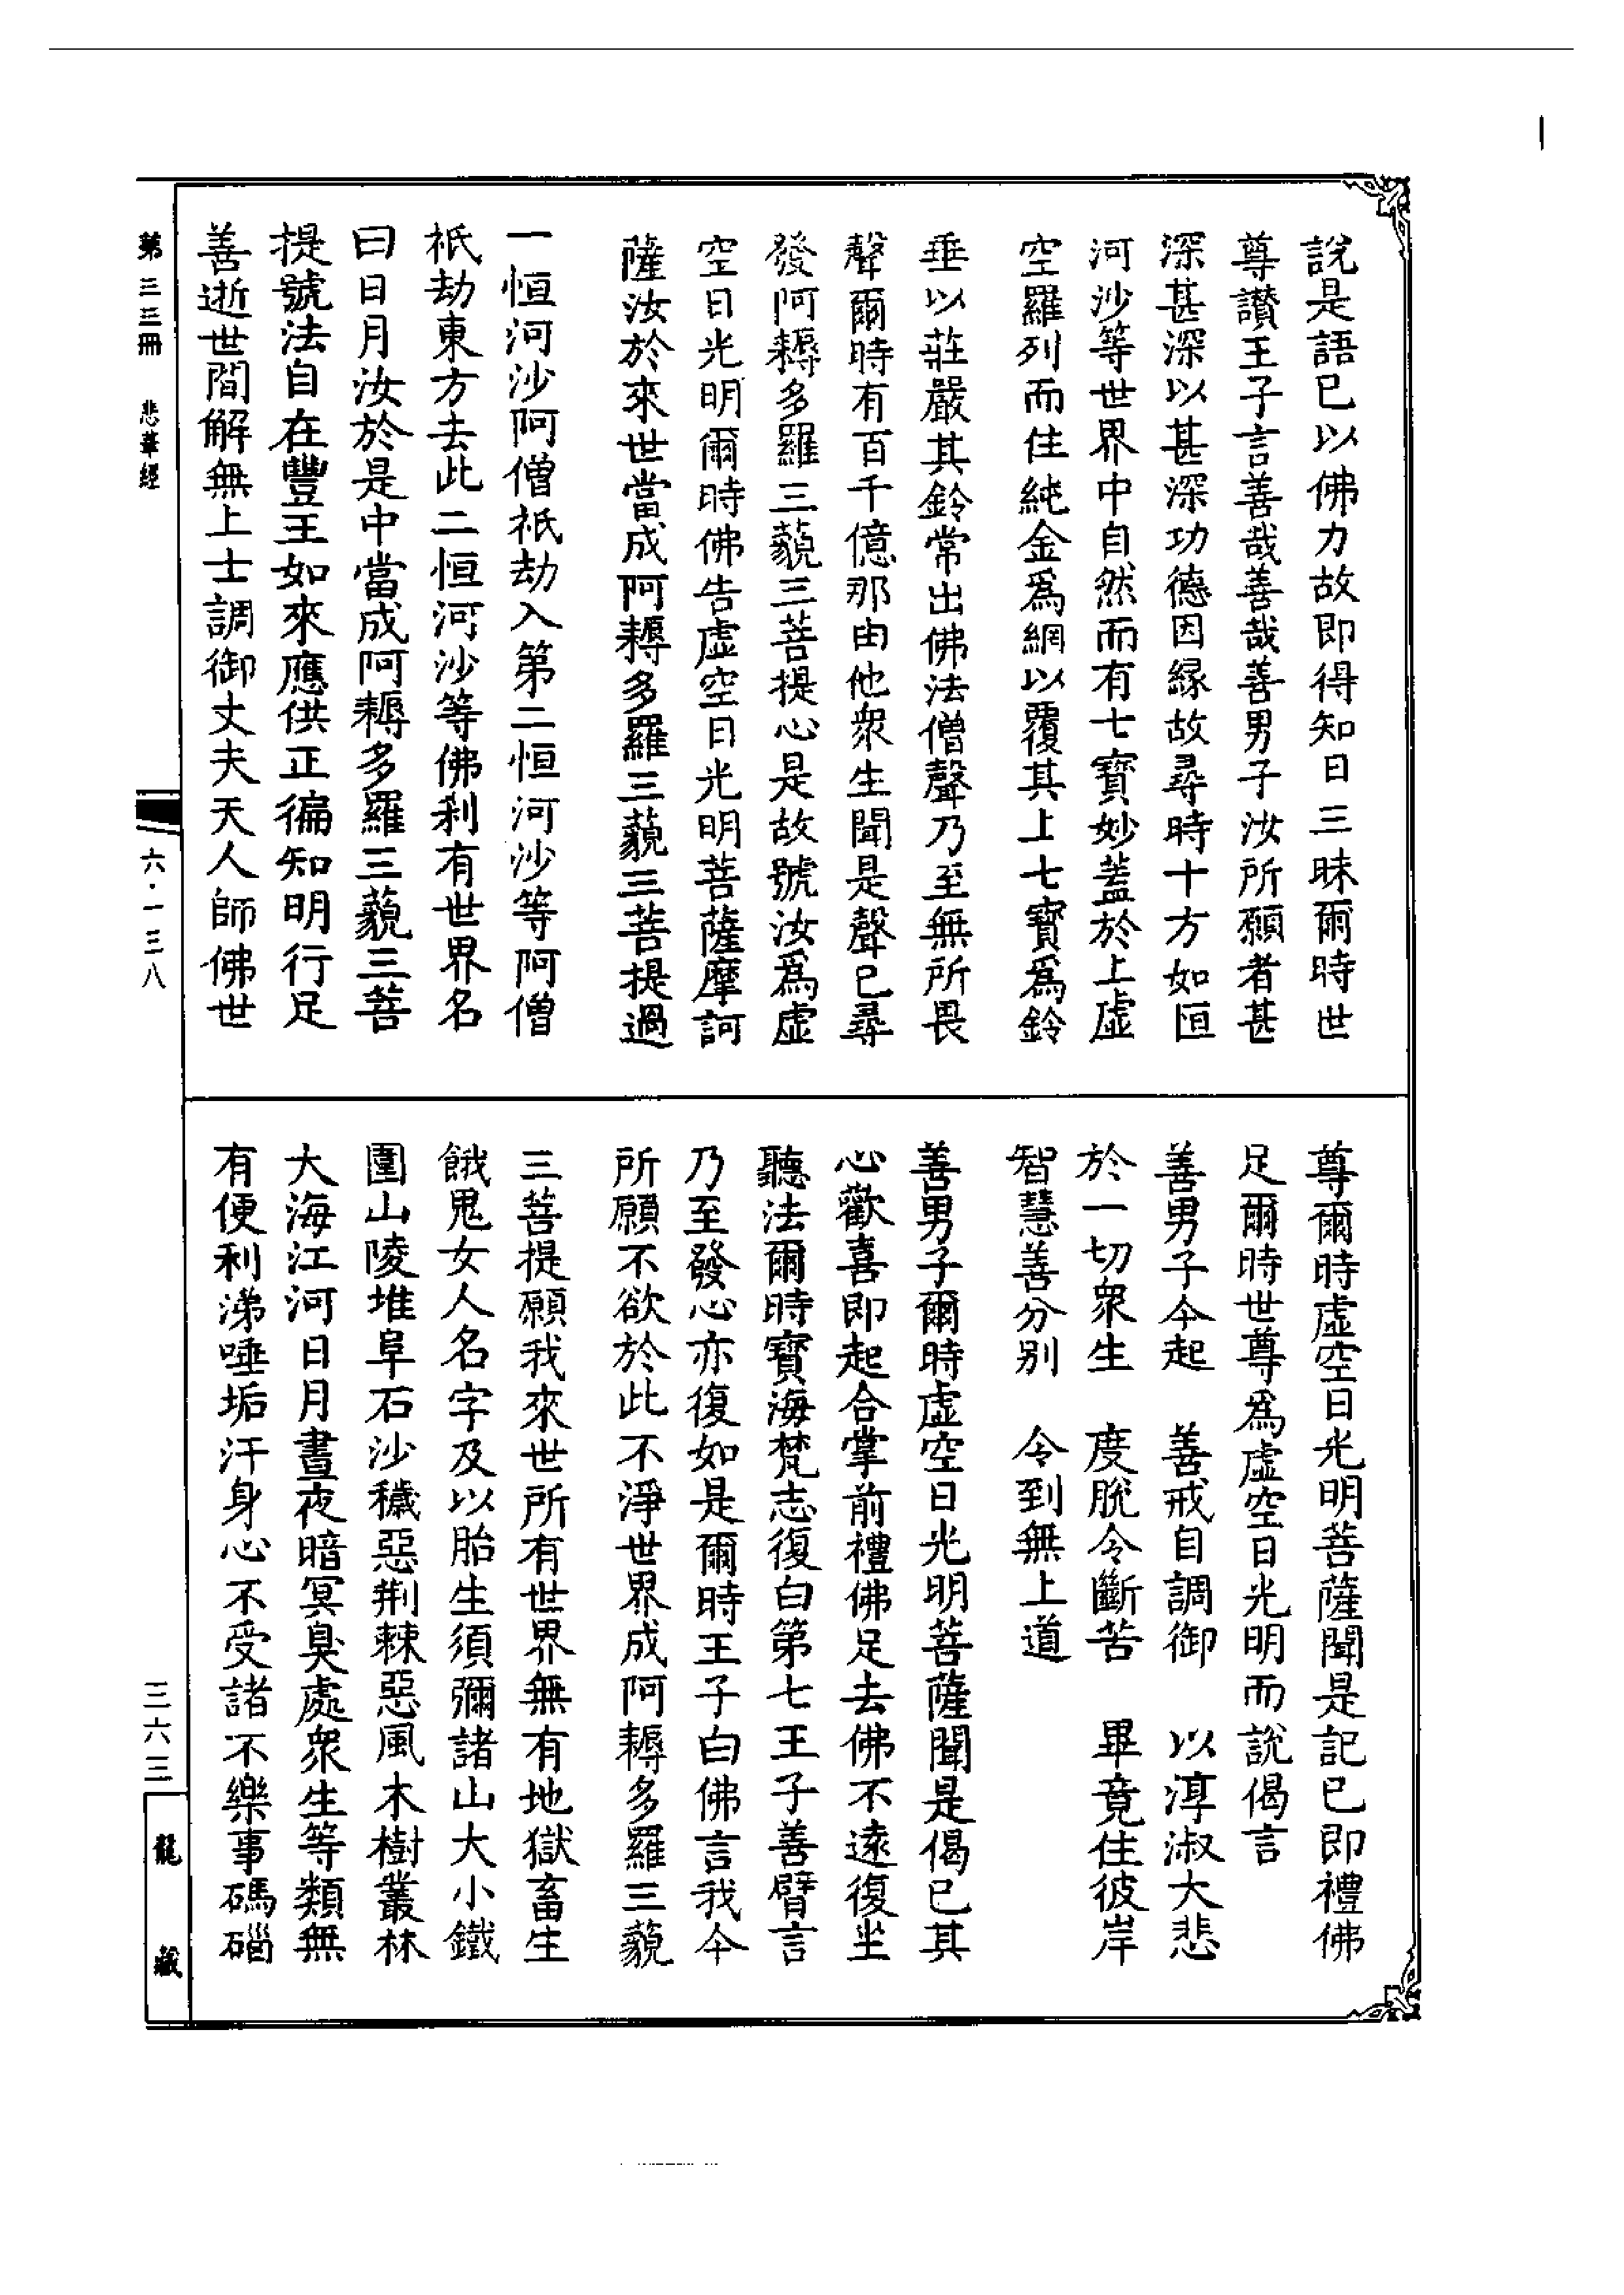 說是語已以佛力故即得知日三昧爾時世
尊讚王子言善哉善哉善男子汝所願者甚
深甚深以甚深功德因緣故尋時十方如恒
河沙等世界中自然而有七寶妙蓋於上虛
空羅列而住純金為網以覆其上七寶為鈴
垂以莊嚴其鈴常出佛法僧聲乃至無所畏
聲爾時有百千億那由他眾生聞是聲已尋
發阿耨多羅三藐三菩提心是故號汝為虛
空日光明爾時佛告虛空日光明菩薩摩訶
薩汝於來世當成阿耨多羅三藐三菩提過
一恒河沙阿僧祇劫入第二恒河沙等阿僧
祇劫東方去此二恒河沙等佛剎有世界名
曰日月汝於是中當成阿耨多羅三藐三菩
提號法自在豐王如來應供正徧知明行足
善逝世間解無上士調御丈夫天人師佛世
尊爾時虛空日光明菩薩聞是記已即禮佛
足爾時世尊為虛空日光明而說偈言
善男子今起　善戒自調御　以淳淑大悲
於一切眾生　度脫令斷苦　畢竟住彼岸
智慧善分別　令到無上道
善男子爾時虛空日光明菩薩聞是偈已其
心歡喜即起合掌前禮佛足去佛不遠復坐
聽法爾時寶海梵志復白第七王子善臂言
乃至發心亦復如是爾時王子白佛言我今
所願不欲於此不淨世界成阿耨多羅三藐
三菩提願我來世所有世界無有地獄畜生
餓鬼女人名字及以胎生須彌諸山大小鐵
圍山陵堆阜石沙穢惡荆棘惡風木樹叢林
大海江河日月晝夜暗冥臭處眾生等類無
有便利涕唾垢汗身心不受諸不樂事碼碯
第三三冊　悲華經
六·一三八
三六三
龍藏